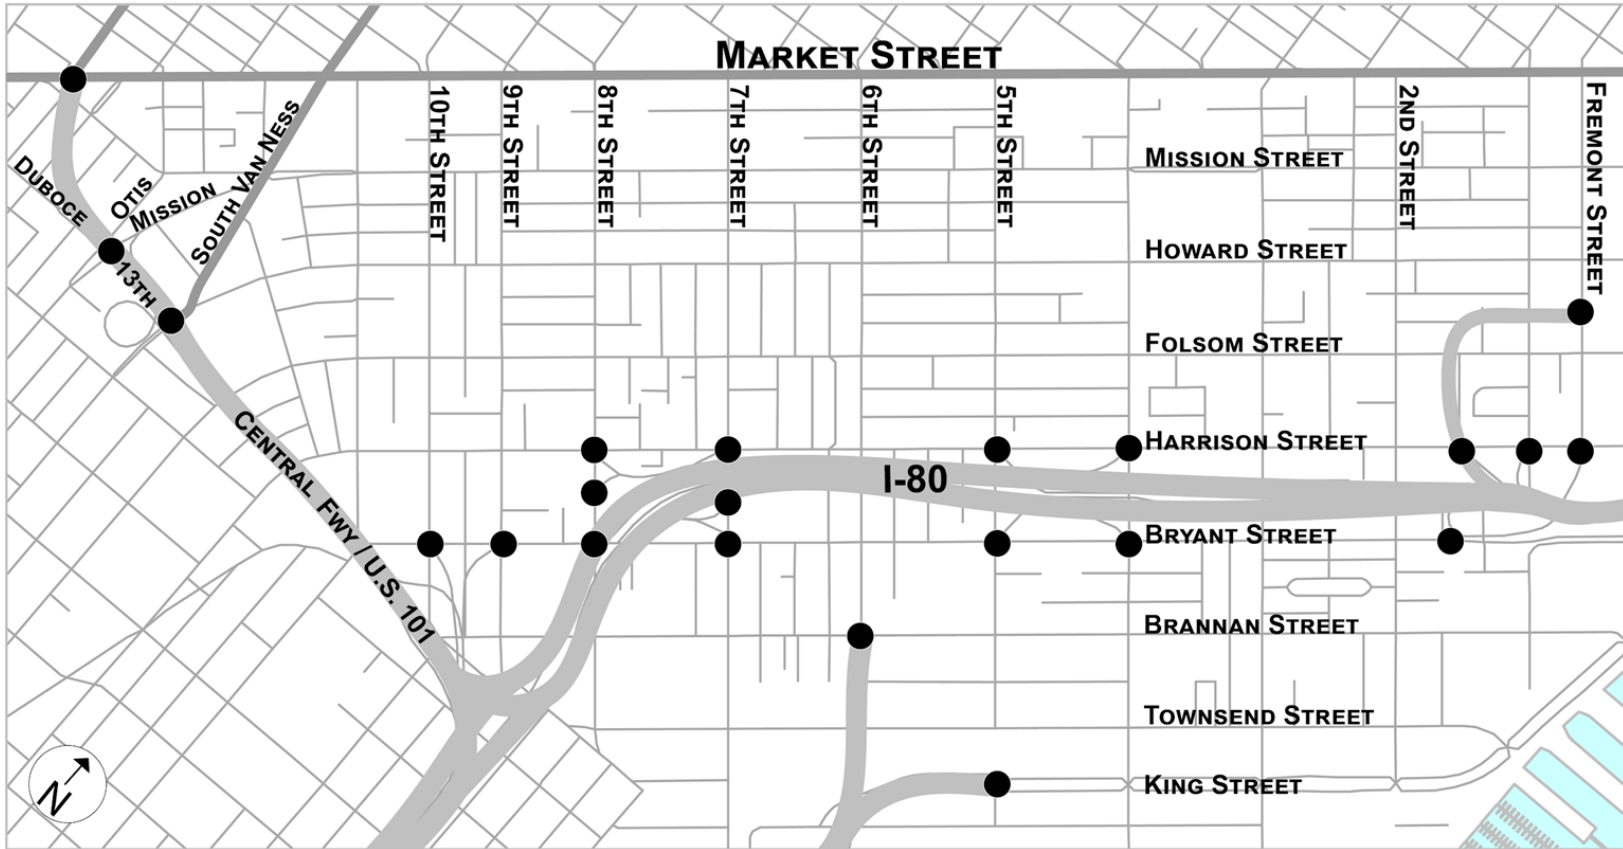 MARKET STREET
10TH STREET
9TH STREET
8TH STREET
7TH STREET
6TH STREET
5TH STREET
2ND STREET
FREMONT STREET
DUBOCE
OTIS
MISSION
SOUTH VAN NESS
13TH
MISSION STREET
HOWARD STREET
FOLSOM STREET
HARRISON STREET
CENTRAL FWY / U.S. 101
I-80
BRYANT STREET
BRANNAN STREET
TOWNSEND STREET
KING STREET
N